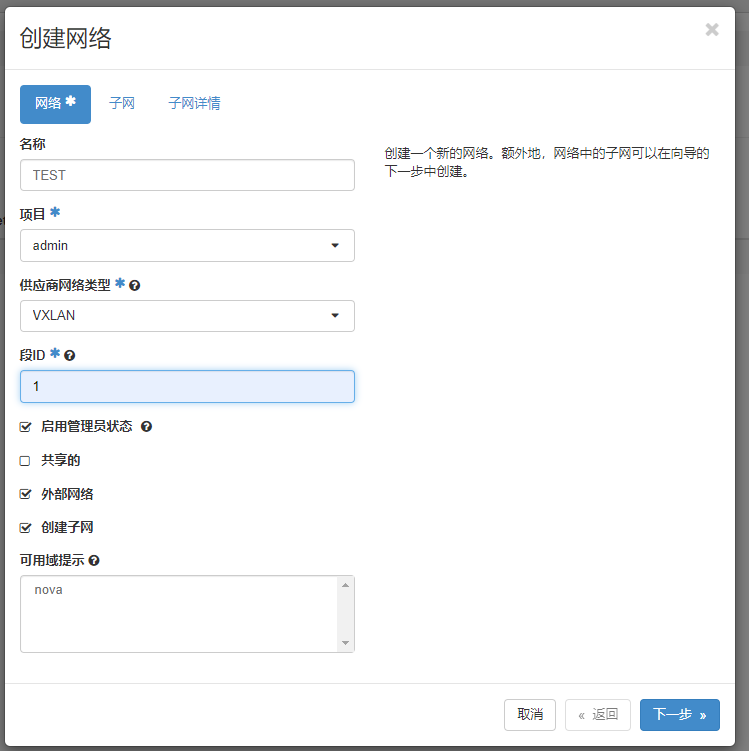 创建网络
×
网络 * 子网 子网详情
名称
TEST
创建一个新的网络。额外地，网络中的子网可以在向导的
下一步中创建。
项目 *
admin
供应商网络类型 * ?
VXLAN
段ID * ?
1
启用管理员状态 ?
共享的
外部网络
创建子网
可用域提示 ?
nova
取消 « 返回 下一步 »